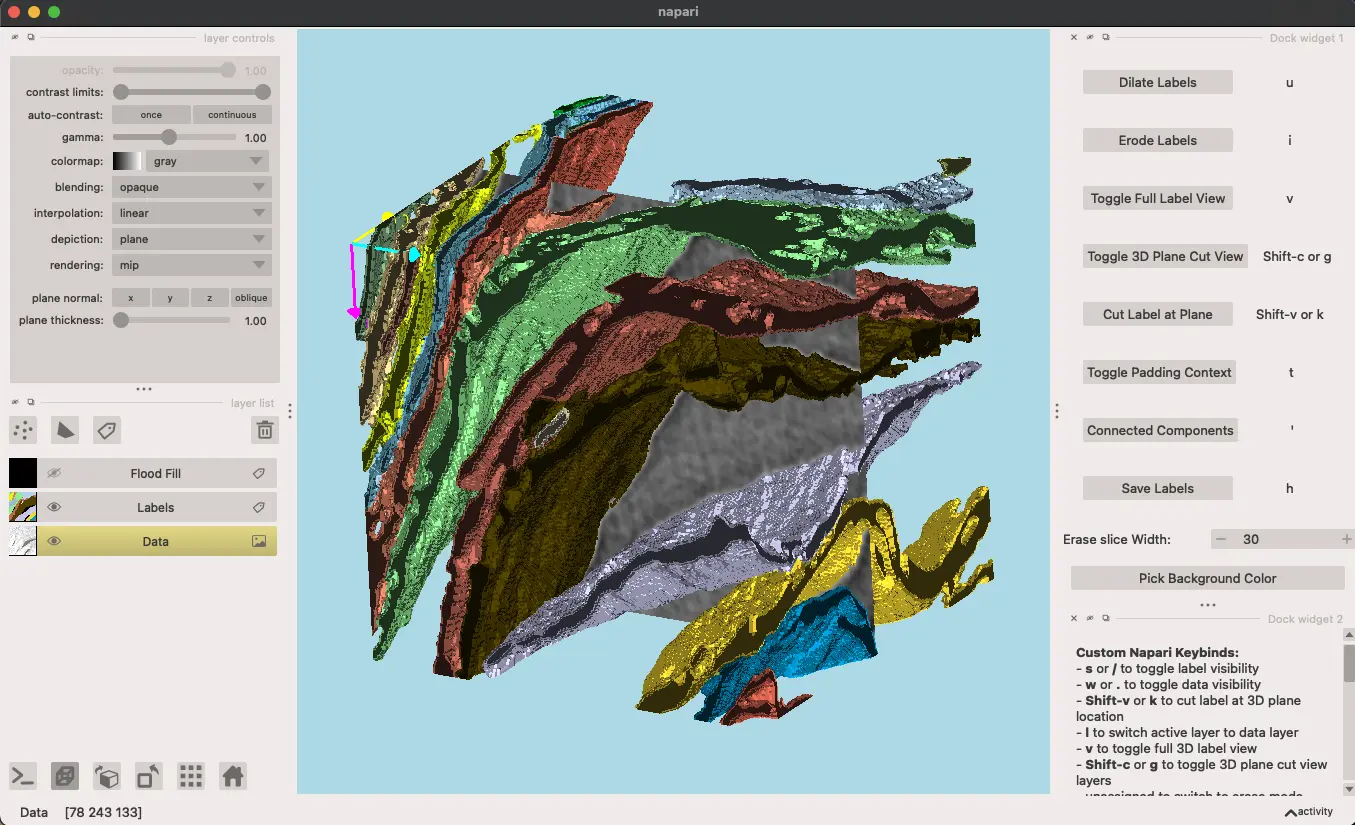 napari
layer controls
opacity: 1.00
contrast limits:
auto-contrast: once continuous
gamma: 1.00
colormap: gray
blending: opaque
interpolation: linear
depiction: plane
rendering: mip
plane normal: x y z oblique
plane thickness: 1.00
layer list
Flood Fill
Labels
Data
Data [78 243 133]
Dock widget 1
Dilate Labels u
Erode Labels i
Toggle Full Label View v
Toggle 3D Plane Cut View Shift-c or g
Cut Label at Plane Shift-v or k
Toggle Padding Context t
Connected Components '
Save Labels h
Erase slice Width: 30
Pick Background Color
Dock widget 2
Custom Napari Keybinds:
- s or / to toggle label visibility
- w or . to toggle data visibility
- Shift-v or k to cut label at 3D plane
location
- l to switch active layer to data layer
- v to toggle full 3D label view
- Shift-c or g to toggle 3D plane cut view
layers
- unassigned to switch to erase mode
activity